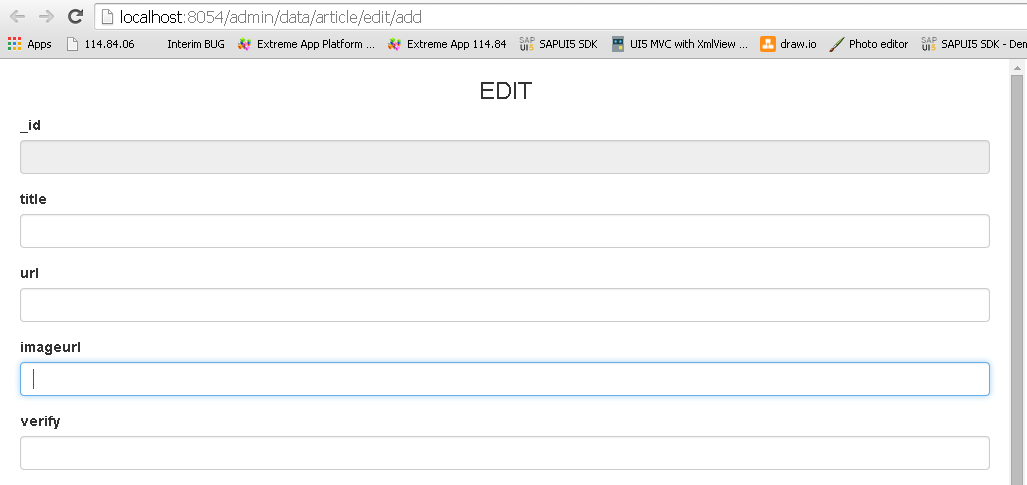 localhost:8054/admin/data/article/edit/add
Apps 114.84.06 Interim BUG Extreme App Platform ... Extreme App 114.84 SAP UI5 SAPUI5 SDK UI5 MVC with XmlView ... draw.io Photo editor SAP UI5 SAPUI5 SDK - Den
EDIT
_id
title
url
imageurl
verify